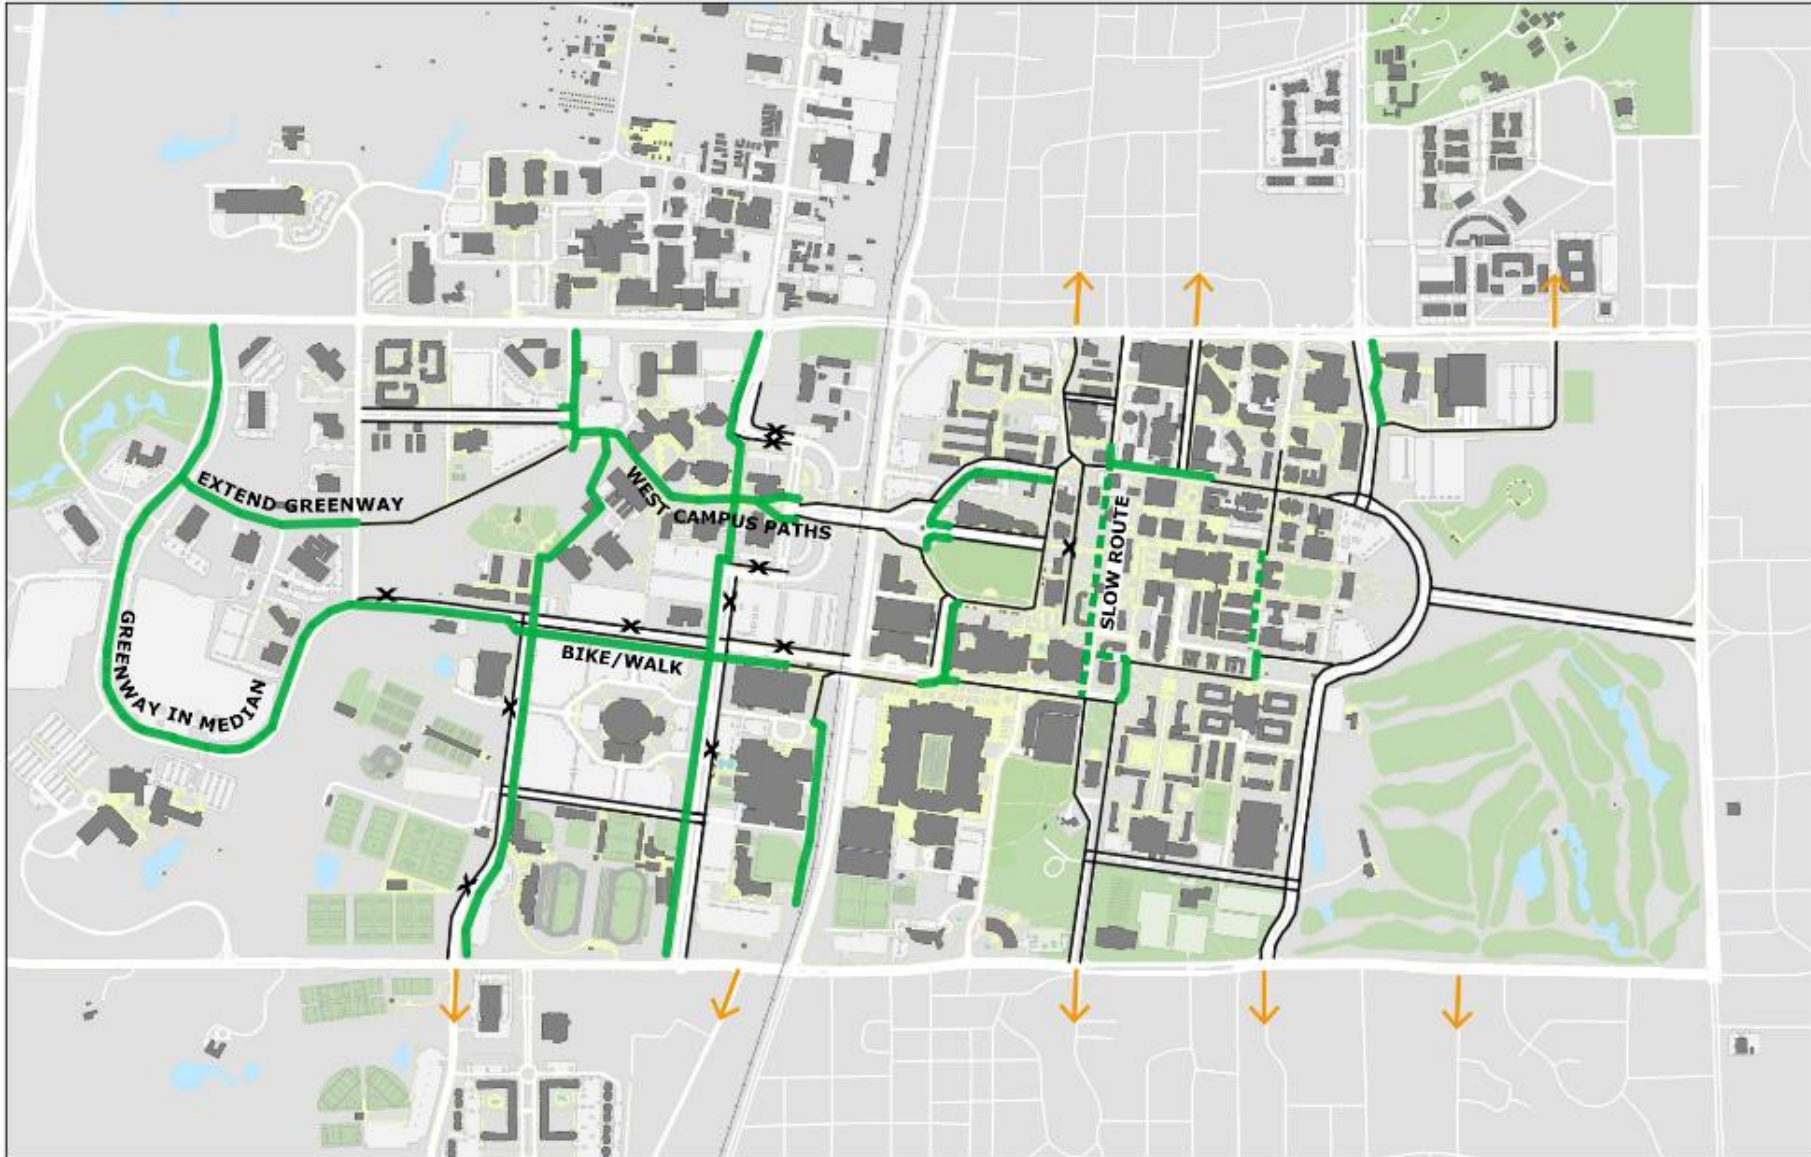 EXTEND GREENWAY
WEST CAMPUS PATHS
SLOW ROUTE
GREENWAY IN MEDIAN
BIKE/WALK